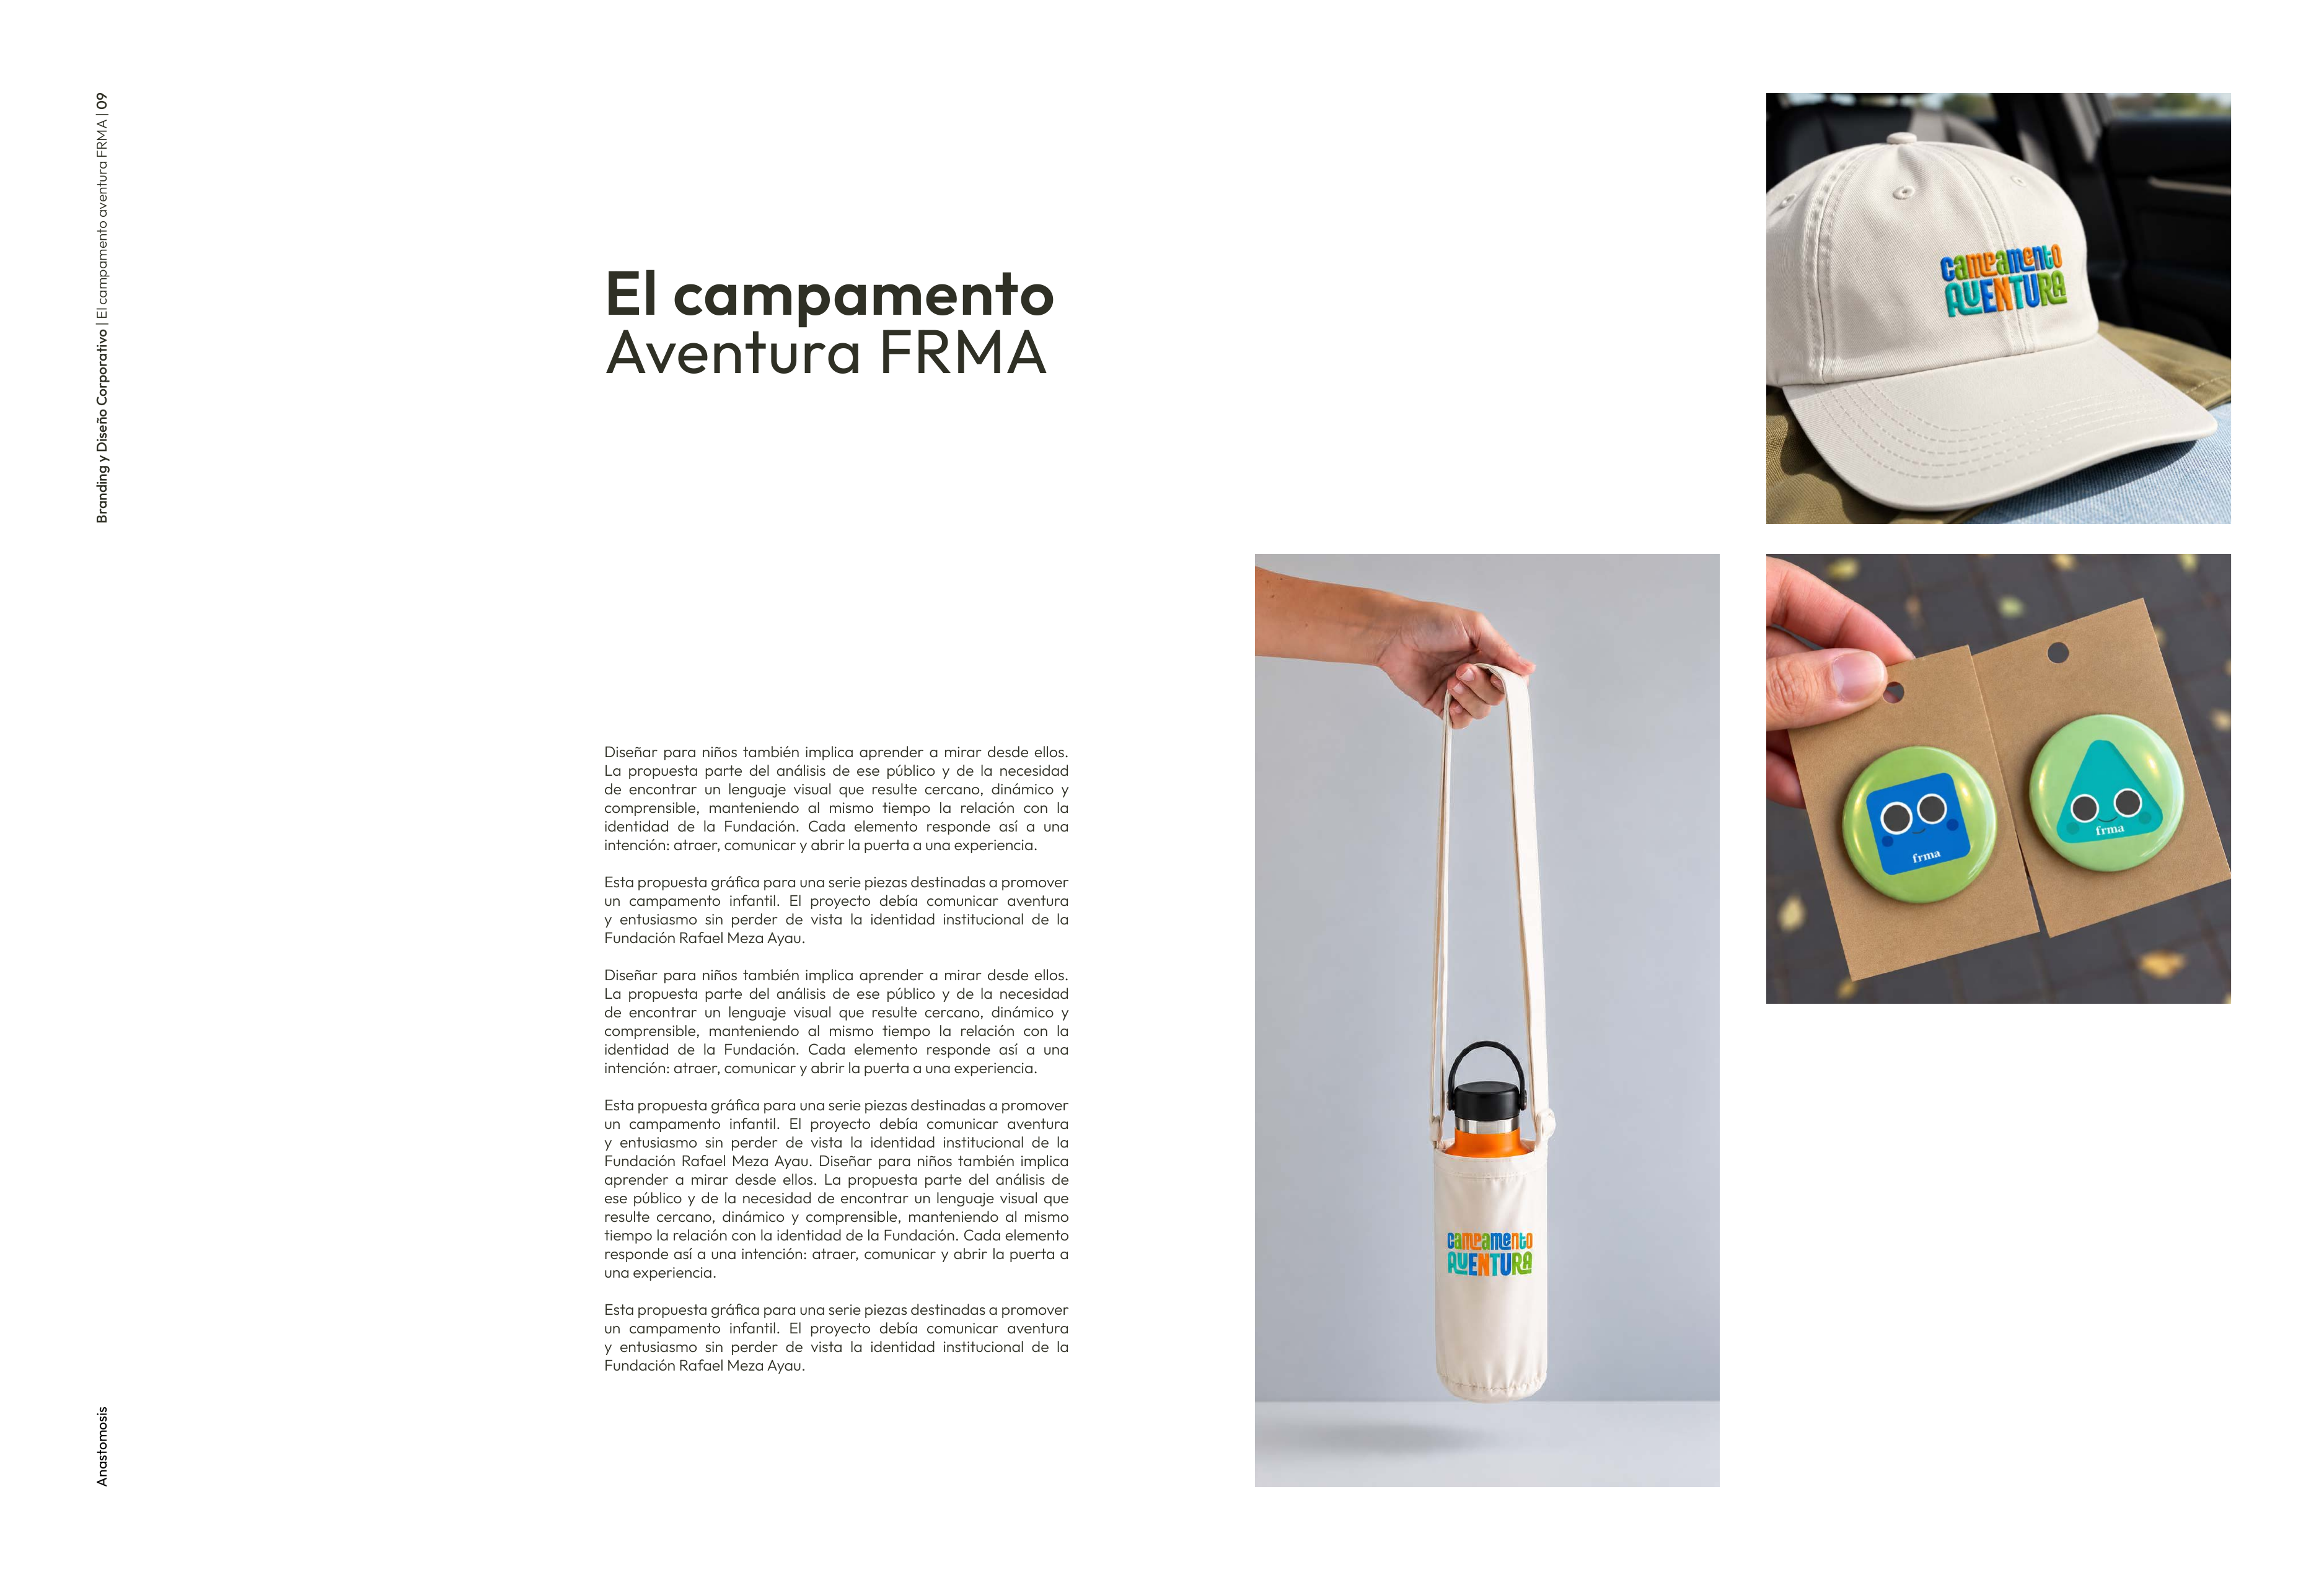 Branding y Diseño Corporativo | El campamento aventura FRMA | 09
El campamento
Aventura FRMA
Diseñar para niños también implica aprender a mirar desde ellos.
La propuesta parte del análisis de ese público y de la necesidad
de encontrar un lenguaje visual que resulte cercano, dinámico y
comprensible, manteniendo al mismo tiempo la relación con la
identidad de la Fundación. Cada elemento responde así a una
intención: atraer, comunicar y abrir la puerta a una experiencia.
Esta propuesta gráfica para una serie piezas destinadas a promover
un campamento infantil. El proyecto debía comunicar aventura
y entusiasmo sin perder de vista la identidad institucional de la
Fundación Rafael Meza Ayau.
Diseñar para niños también implica aprender a mirar desde ellos.
La propuesta parte del análisis de ese público y de la necesidad
de encontrar un lenguaje visual que resulte cercano, dinámico y
comprensible, manteniendo al mismo tiempo la relación con la
identidad de la Fundación. Cada elemento responde así a una
intención: atraer, comunicar y abrir la puerta a una experiencia.
Esta propuesta gráfica para una serie piezas destinadas a promover
un campamento infantil. El proyecto debía comunicar aventura
y entusiasmo sin perder de vista la identidad institucional de la
Fundación Rafael Meza Ayau. Diseñar para niños también implica
aprender a mirar desde ellos. La propuesta parte del análisis de
ese público y de la necesidad de encontrar un lenguaje visual que
resulte cercano, dinámico y comprensible, manteniendo al mismo
tiempo la relación con la identidad de la Fundación. Cada elemento
responde así a una intención: atraer, comunicar y abrir la puerta a
una experiencia.
Esta propuesta gráfica para una serie piezas destinadas a promover
un campamento infantil. El proyecto debía comunicar aventura
y entusiasmo sin perder de vista la identidad institucional de la
Fundación Rafael Meza Ayau.
Anastomosis
campamento
AVENTURA
campamento
AVENTURA
frma
frma